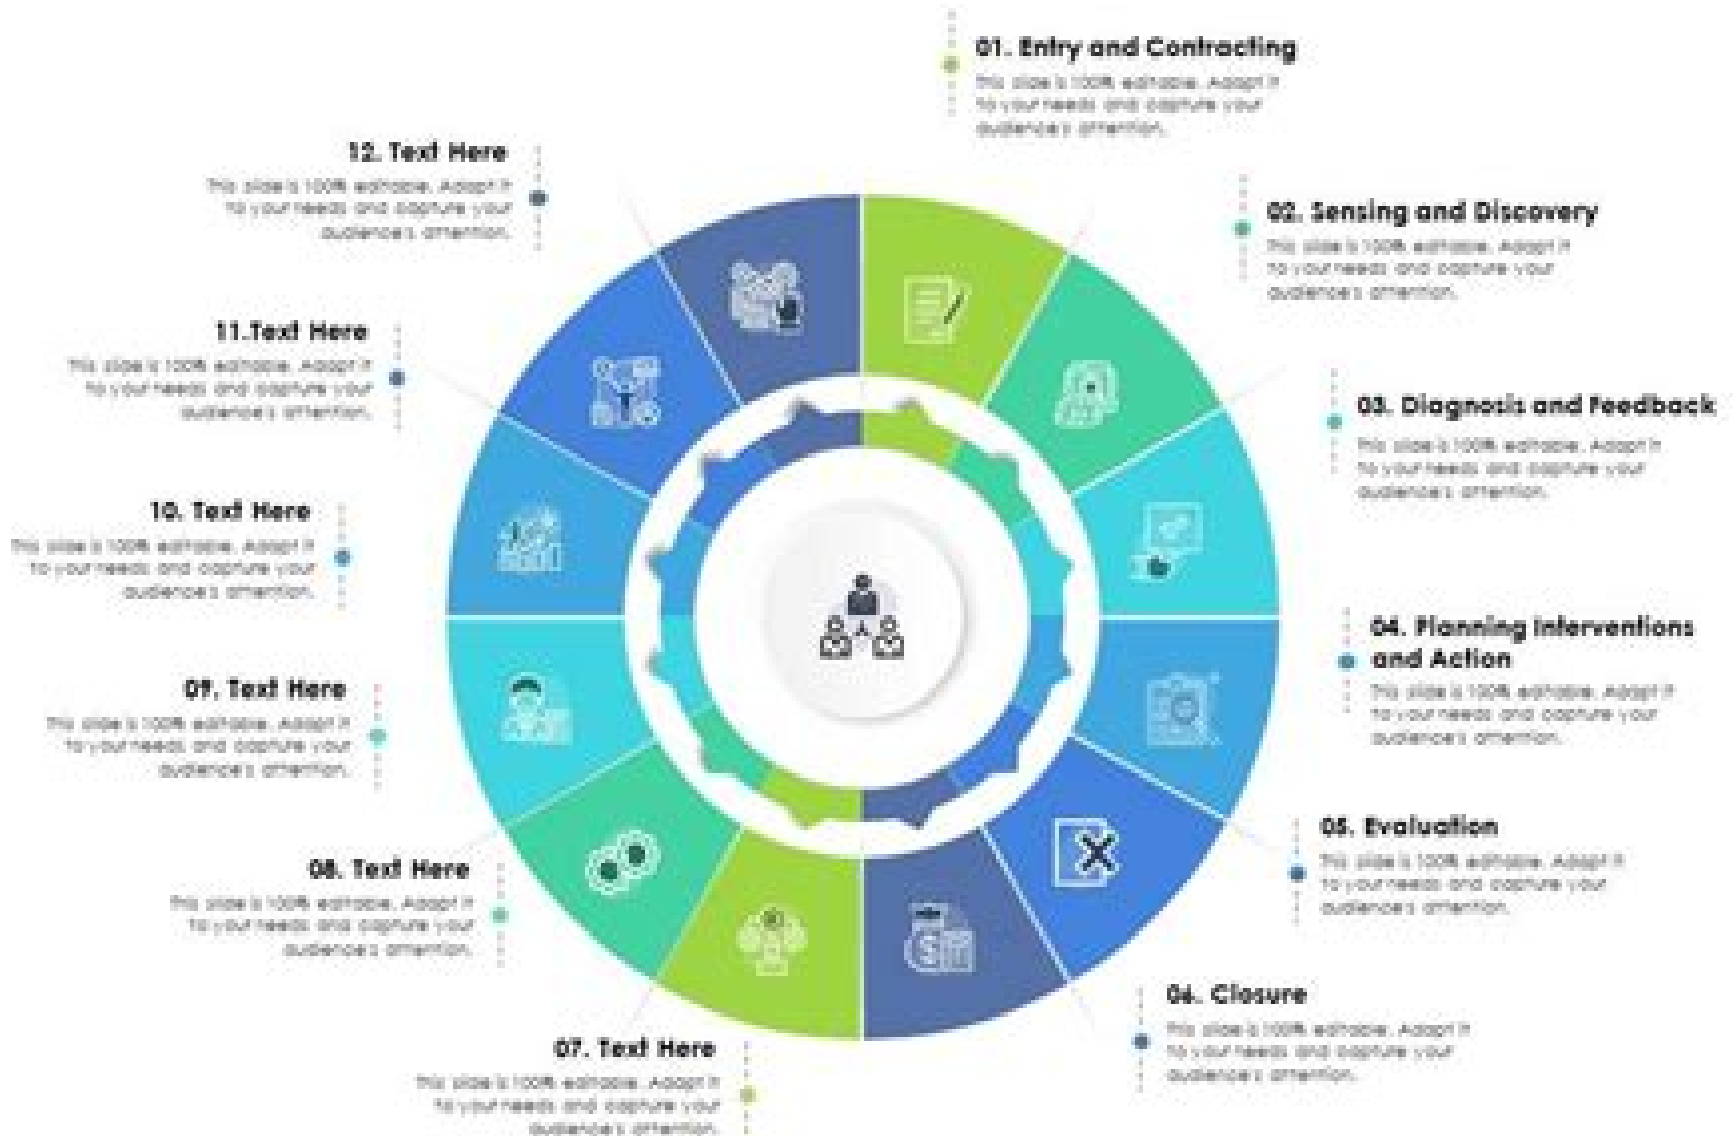 01. Entry and Contracting
This slide is 100% editable. Adapt it
to your needs and capture your
audience's attention.
02. Sensing and Discovery
This slide is 100% editable. Adapt it
to your needs and capture your
audience's attention.
03. Diagnosis and Feedback
This slide is 100% editable. Adapt it
to your needs and capture your
audience's attention.
04. Planning Interventions
and Action
This slide is 100% editable. Adapt it
to your needs and capture your
audience's attention.
05. Evaluation
This slide is 100% editable. Adapt it
to your needs and capture your
audience's attention.
06. Closure
This slide is 100% editable. Adapt it
to your needs and capture your
audience's attention.
07. Text Here
This slide is 100% editable. Adapt it
to your needs and capture your
audience's attention.
08. Text Here
This slide is 100% editable. Adapt it
to your needs and capture your
audience's attention.
09. Text Here
This slide is 100% editable. Adapt it
to your needs and capture your
audience's attention.
10. Text Here
This slide is 100% editable. Adapt it
to your needs and capture your
audience's attention.
11.Text Here
This slide is 100% editable. Adapt it
to your needs and capture your
audience's attention.
12. Text Here
This slide is 100% editable. Adapt it
to your needs and capture your
audience's attention.